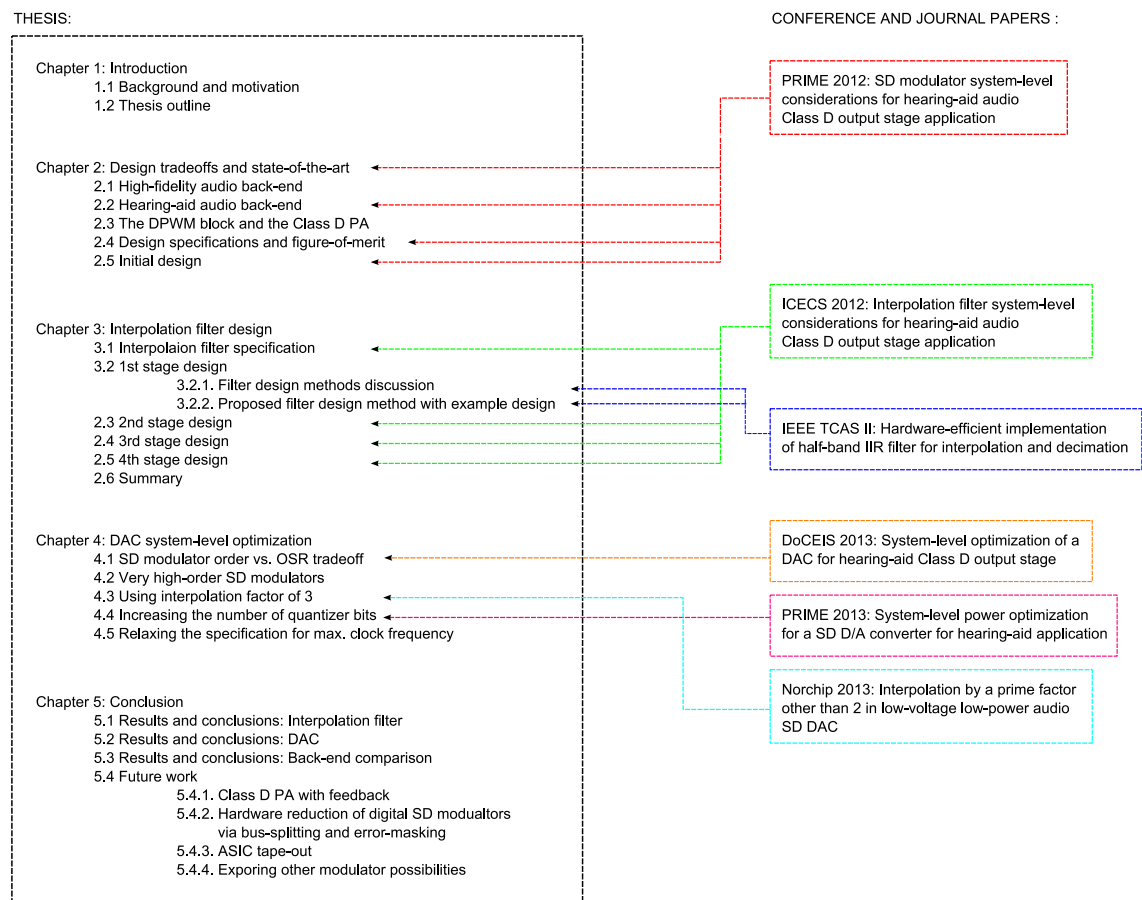 THESIS:
Chapter 1: Introduction
1.1 Background and motivation
1.2 Thesis outline
Chapter 2: Design tradeoffs and state-of-the-art
2.1 High-fidelity audio back-end
2.2 Hearing-aid audio back-end
2.3 The DPWM block and the Class D PA
2.4 Design specifications and figure-of-merit
2.5 Initial design
Chapter 3: Interpolation filter design
3.1 Interpolaion filter specification
3.2 1st stage design
3.2.1. Filter design methods discussion
3.2.2. Proposed filter design method with example design
2.3 2nd stage design
2.4 3rd stage design
2.5 4th stage design
2.6 Summary
Chapter 4: DAC system-level optimization
4.1 SD modulator order vs. OSR tradeoff
4.2 Very high-order SD modulators
4.3 Using interpolation factor of 3
4.4 Increasing the number of quantizer bits
4.5 Relaxing the specification for max. clock frequency
Chapter 5: Conclusion
5.1 Results and conclusions: Interpolation filter
5.2 Results and conclusions: DAC
5.3 Results and conclusions: Back-end comparison
5.4 Future work
5.4.1. Class D PA with feedback
5.4.2. Hardware reduction of digital SD modualtors
via bus-splitting and error-masking
5.4.3. ASIC tape-out
5.4.4. Exporing other modulator possibilities
CONFERENCE AND JOURNAL PAPERS :
PRIME 2012: SD modulator system-level
considerations for hearing-aid audio
Class D output stage application
ICECS 2012: Interpolation filter system-level
considerations for hearing-aid audio
Class D output stage application
IEEE TCAS II: Hardware-efficient implementation
of half-band IIR filter for interpolation and decimation
DoCEIS 2013: System-level optimization of a
DAC for hearing-aid Class D output stage
PRIME 2013: System-level power optimization
for a SD D/A converter for hearing-aid application
Norchip 2013: Interpolation by a prime factor
other than 2 in low-voltage low-power audio
SD DAC